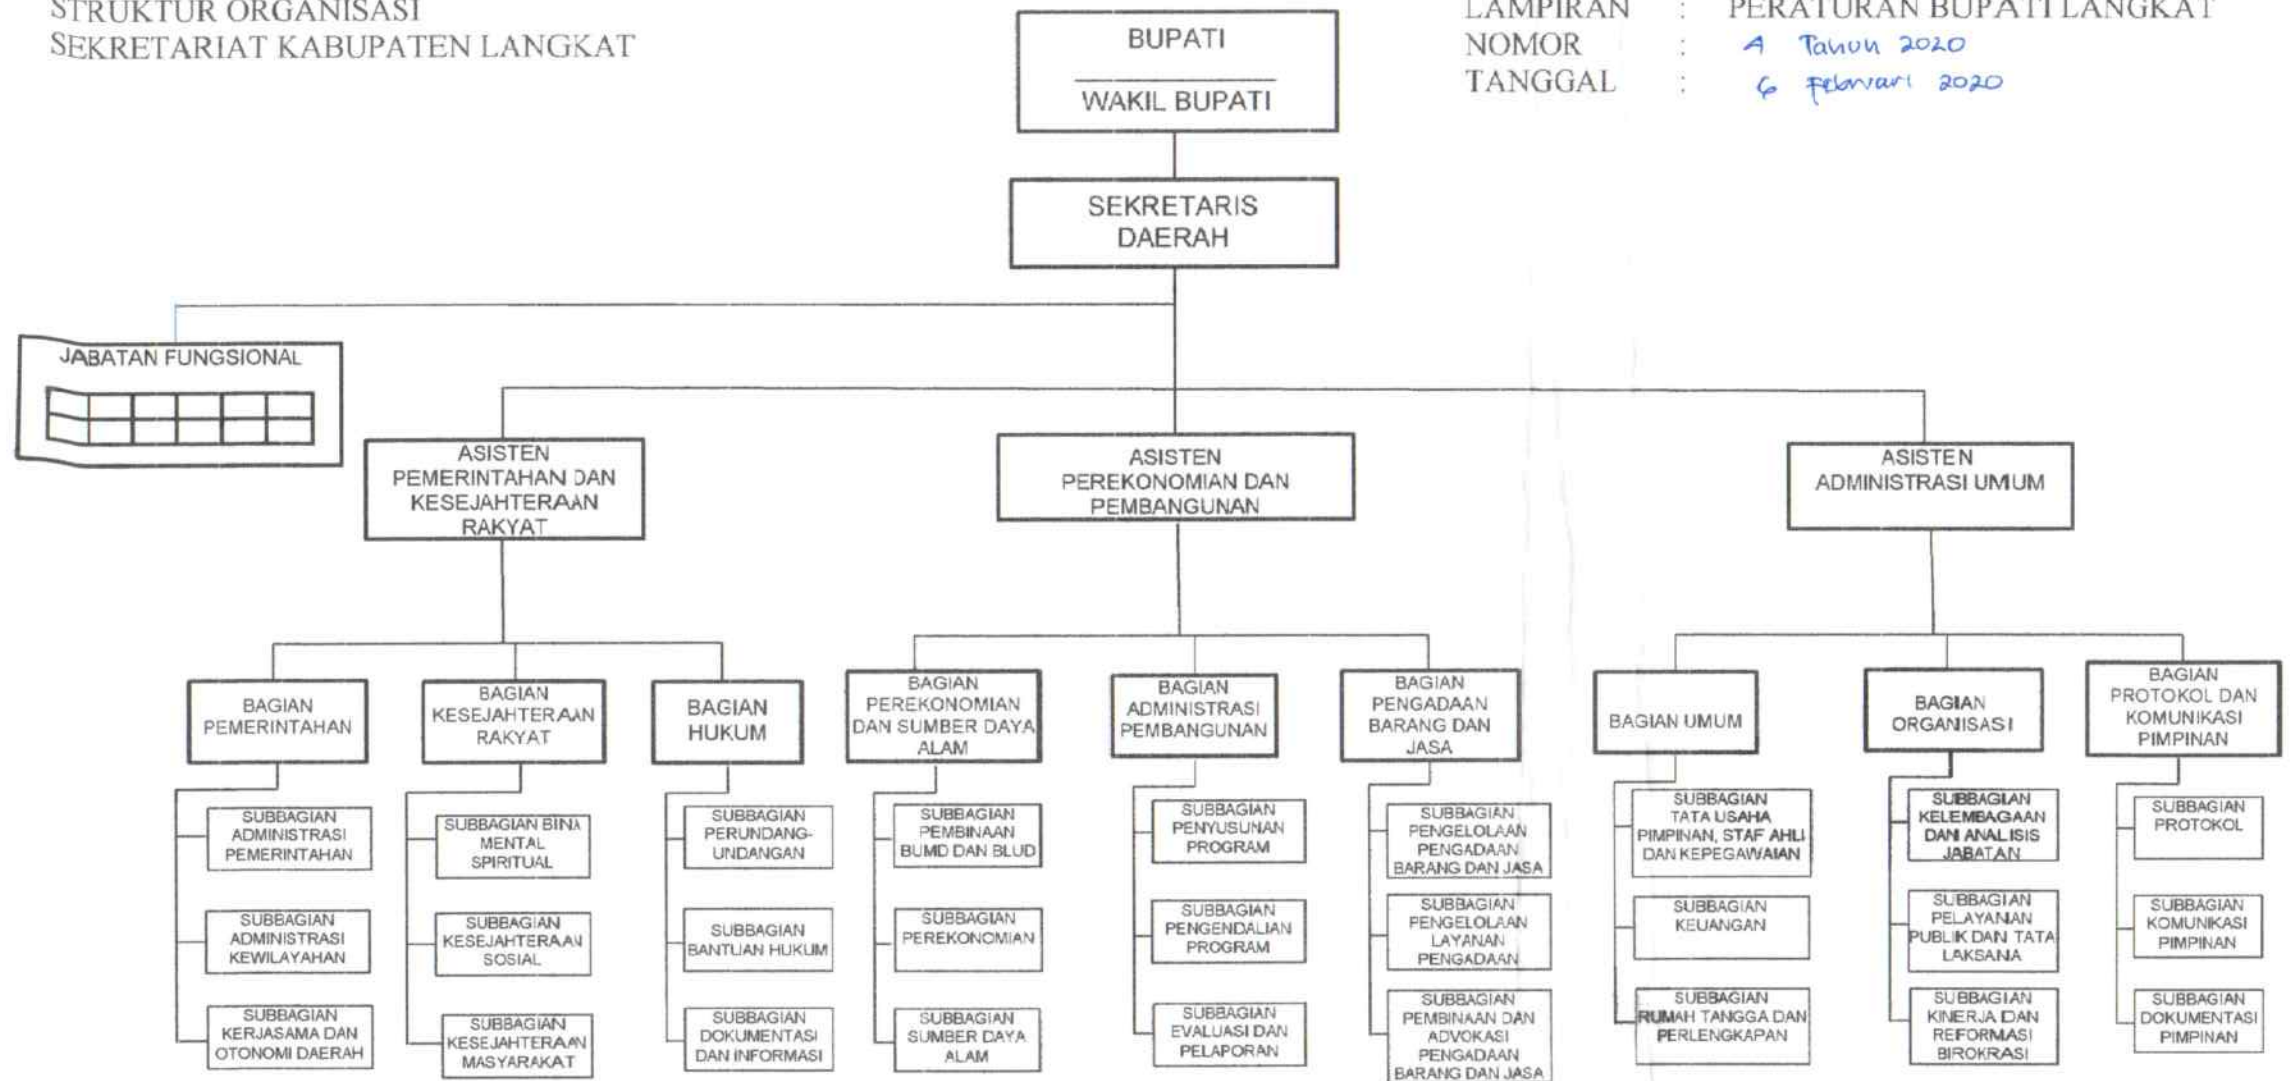 STRUKTUR ORGANISASI
SEKRETARIAT KABUPATEN LANGKAT
LAMPIRAN : PERATURAN BUPATI LANGKAT
NOMOR : 4 Tahun 2020
TANGGAL : 6 Februari 2020
BUPATI
WAKIL BUPATI
SEKRETARIS
DAERAH
JABATAN FUNGSIONAL
ASISTEN
PEMERINTAHAN DAN
KESEJAHTERAAN
RAKYAT
ASISTEN
PEREKONOMIAN DAN
PEMBANGUNAN
ASISTEN
ADMINISTRASI UMUM
BAGIAN
PEMERINTAHAN
BAGIAN
KESEJAHTERAAN
RAKYAT
BAGIAN
HUKUM
BAGIAN
PEREKONOMIAN
DAN SUMBER DAYA
ALAM
BAGIAN
ADMINISTRASI
PEMBANGUNAN
BAGIAN
PENGADAAN
BARANG DAN
JASA
BAGIAN UMUM
BAGIAN
ORGANISASI
BAGIAN
PROTOKOL DAN
KOMUNIKASI
PIMPINAN
SUBBAGIAN
ADMINISTRASI
PEMERINTAHAN
SUBBAGIAN BINA
MENTAL
SPIRITUAL
SUBBAGIAN
PERUNDANG-
UNDANGAN
SUBBAGIAN
PEMBINAAN
BUMD DAN BLUD
SUBBAGIAN
PENYUSUNAN
PROGRAM
SUBBAGIAN
PENGELOLAAN
PENGADAAN
BARANG DAN JASA
SUBBAGIAN
TATA USAHA
PIMPINAN, STAF AHLI
DAN KEPEGAWAIAN
SUBBAGIAN
KELEMBAGAAN
DAN ANALISIS
JABATAN
SUBBAGIAN
PROTOKOL
SUBBAGIAN
ADMINISTRASI
KEWILAYAHAN
SUBBAGIAN
KESEJAHTERAAN
SOSIAL
SUBBAGIAN
BANTUAN HUKUM
SUBBAGIAN
PEREKONOMIAN
SUBBAGIAN
PENGENDALIAN
PROGRAM
SUBBAGIAN
PENGELOLAAN
LAYANAN
PENGADAAN
SUBBAGIAN
KEUANGAN
SUBBAGIAN
PELAYANAN
PUBLIK DAN TATA
LAKSANA
SUBBAGIAN
KOMUNIKASI
PIMPINAN
SUBBAGIAN
KERJASAMA DAN
OTONOMI DAERAH
SUBBAGIAN
KESEJAHTERAAN
MASYARAKAT
SUBBAGIAN
DOKUMENTASI
DAN INFORMASI
SUBBAGIAN
SUMBER DAYA
ALAM
SUBBAGIAN
EVALUASI DAN
PELAPORAN
SUBBAGIAN
PEMBINAAN DAN
ADVOKASI
PENGADAAN
BARANG DAN JASA
SUBBAGIAN
RUMAH TANGGA DAN
PERLENGKAPAN
SUBBAGIAN
KINERJA DAN
REFORMASI
BIROKRASI
SUBBAGIAN
DOKUMENTASI
PIMPINAN